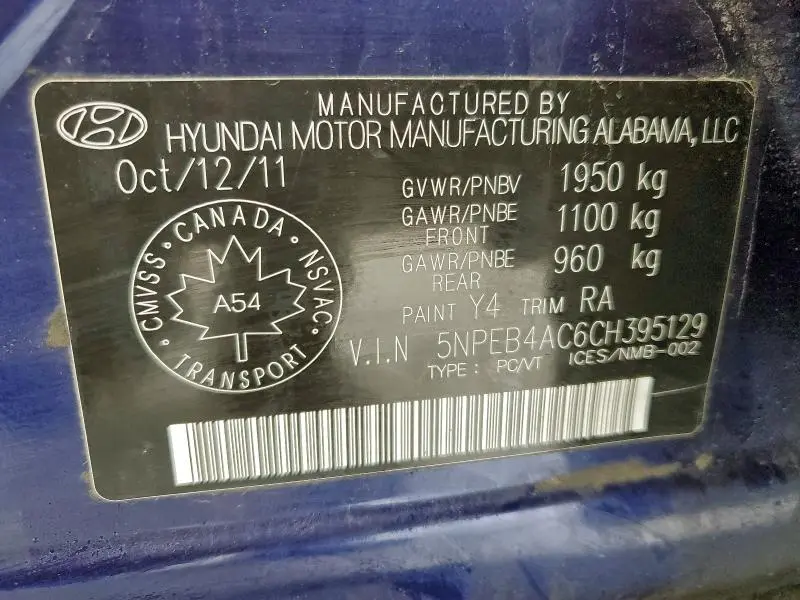 MANUFACTURED BY
HYUNDAI MOTOR MANUFACTURING ALABAMA, LLC
Oct/12/11
GVWR/PNBV 1950 kg
GAWR/PNBE FRONT 1100 kg
GAWR/PNBE REAR 960 kg
PAINT Y4 TRIM RA
V.I.N 5NPEB4AC6CH395129
TYPE : PC/VT ICES/NMB-002
CANADA
CMVSS · NSVAC
A54
TRANSPORT